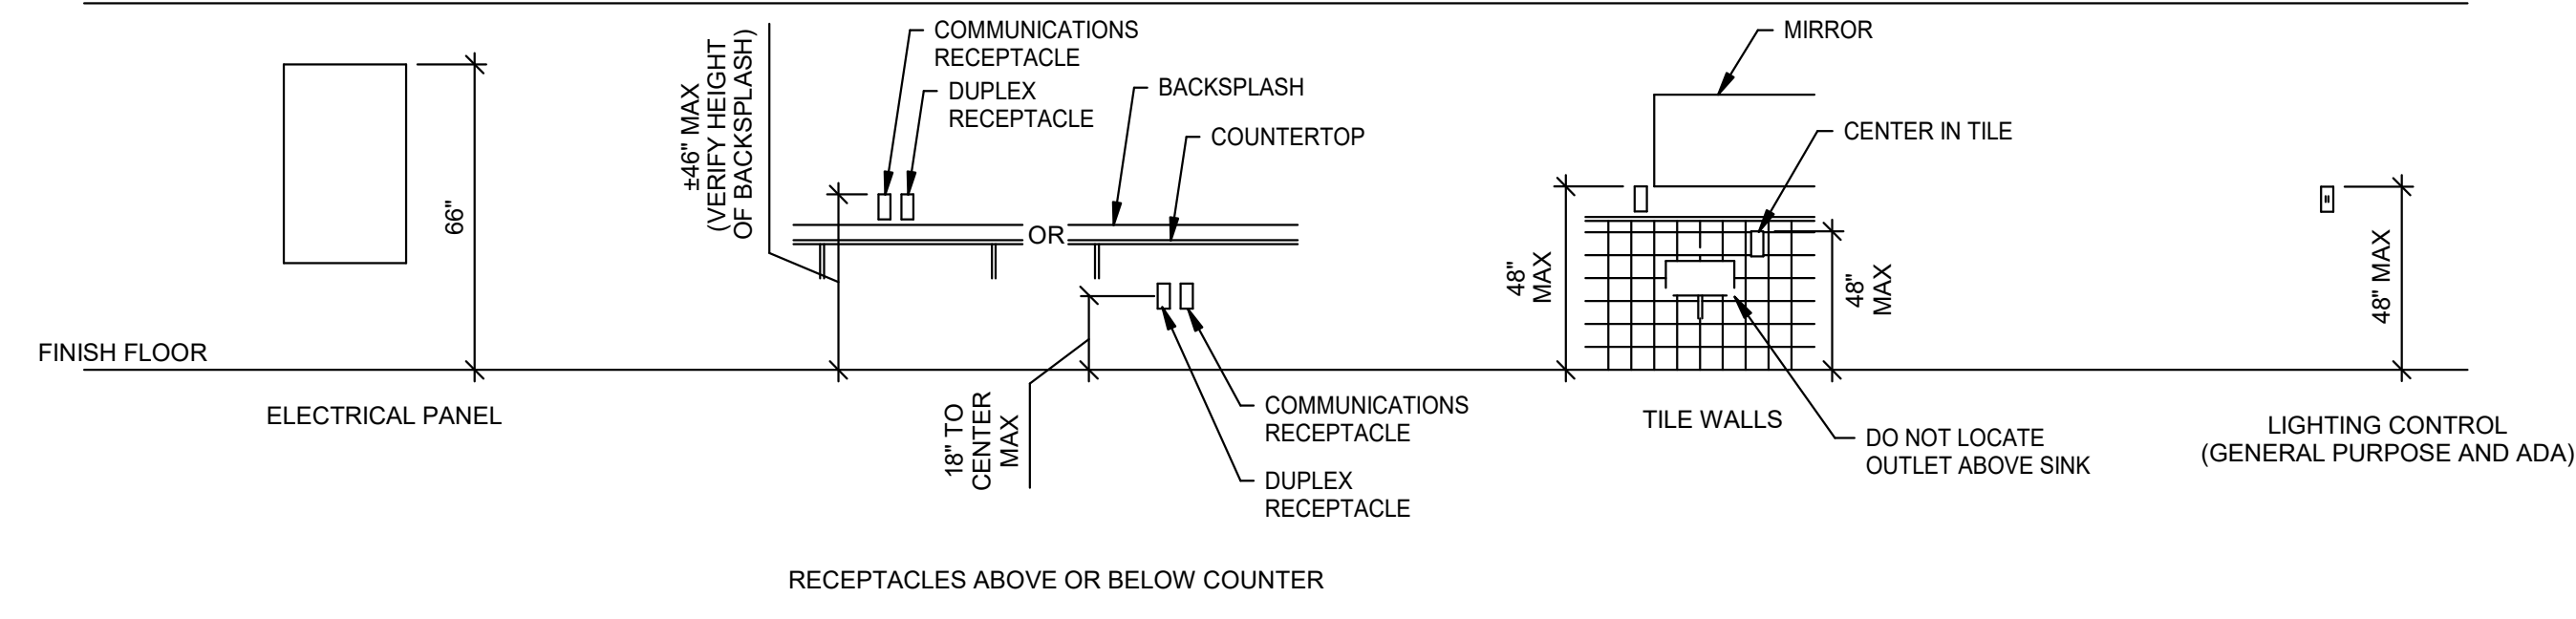 COMMUNICATIONS
RECEPTACLE
DUPLEX
RECEPTACLE
BACKSPLASH
COUNTERTOP
MIRROR
CENTER IN TILE
66"
±46" MAX
(VERIFY HEIGHT
OF BACKSPLASH)
OR
48"
MAX
48"
MAX
48" MAX
FINISH FLOOR
ELECTRICAL PANEL
18" TO
CENTER
MAX
COMMUNICATIONS
RECEPTACLE
DUPLEX
RECEPTACLE
TILE WALLS
DO NOT LOCATE
OUTLET ABOVE SINK
LIGHTING CONTROL
(GENERAL PURPOSE AND ADA)
RECEPTACLES ABOVE OR BELOW COUNTER